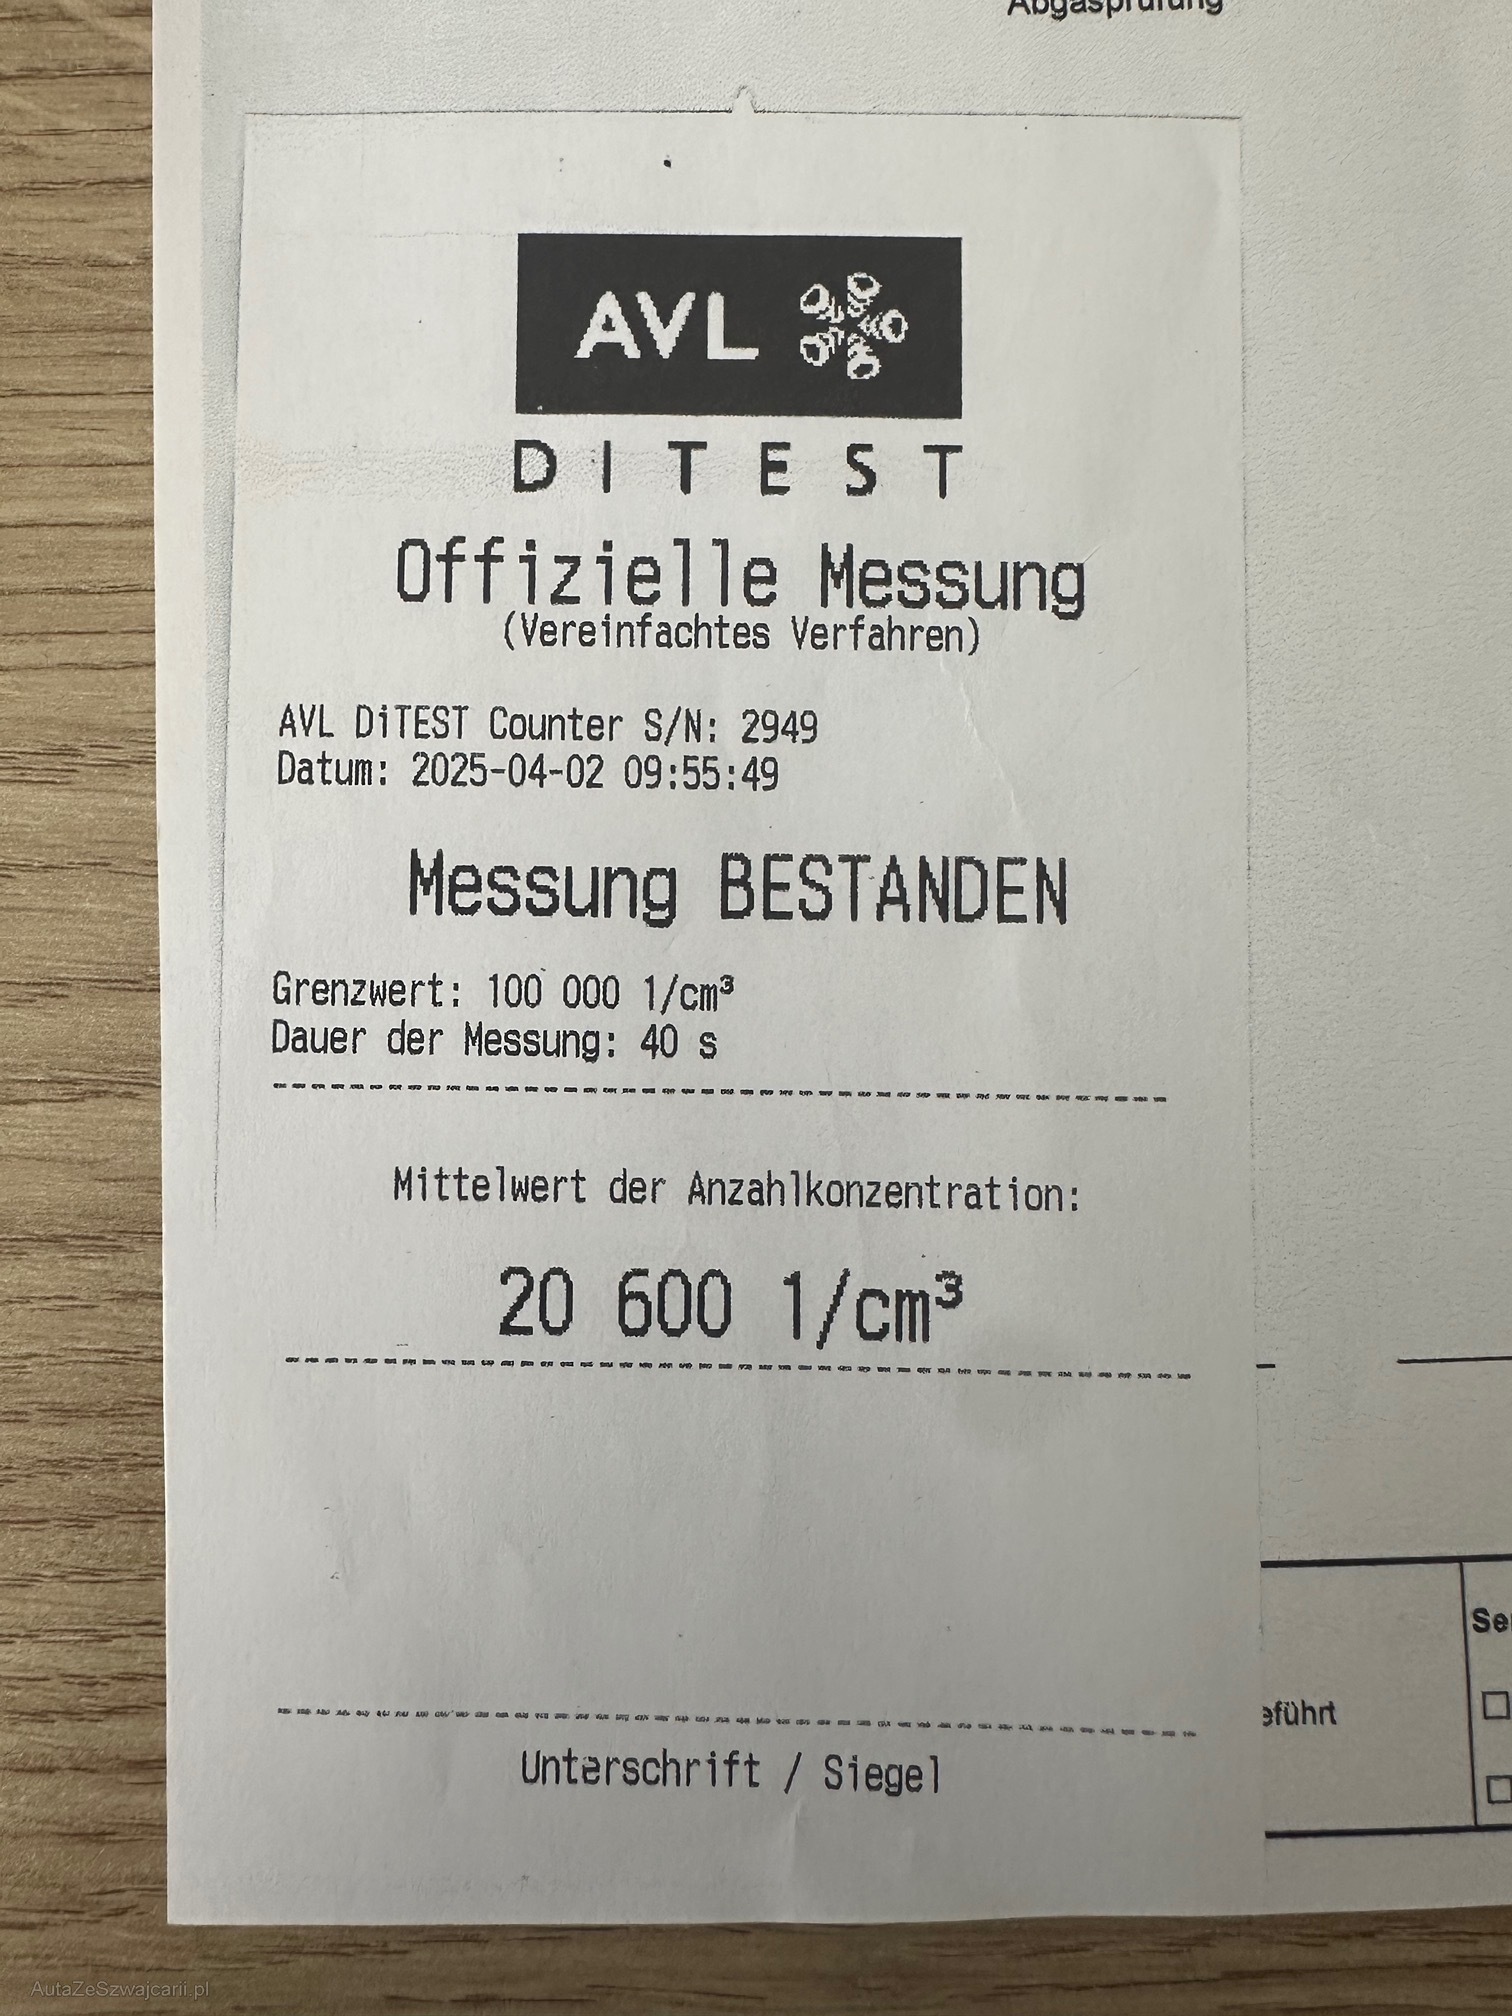 Abgasprüfung
AVL
DITEST
Offizielle Messung
(Vereinfachtes Verfahren)
AVL DiTEST Counter S/N: 2949
Datum: 2025-04-02 09:55:49
Messung BESTANDEN
Grenzwert: 100 000 1/cm³
Dauer der Messung: 40 s
Mittelwert der Anzahlkonzentration:
20 600 1/cm³
Se
eführt
Unterschrift / Siegel
AutaZeSzwajcarii.pl